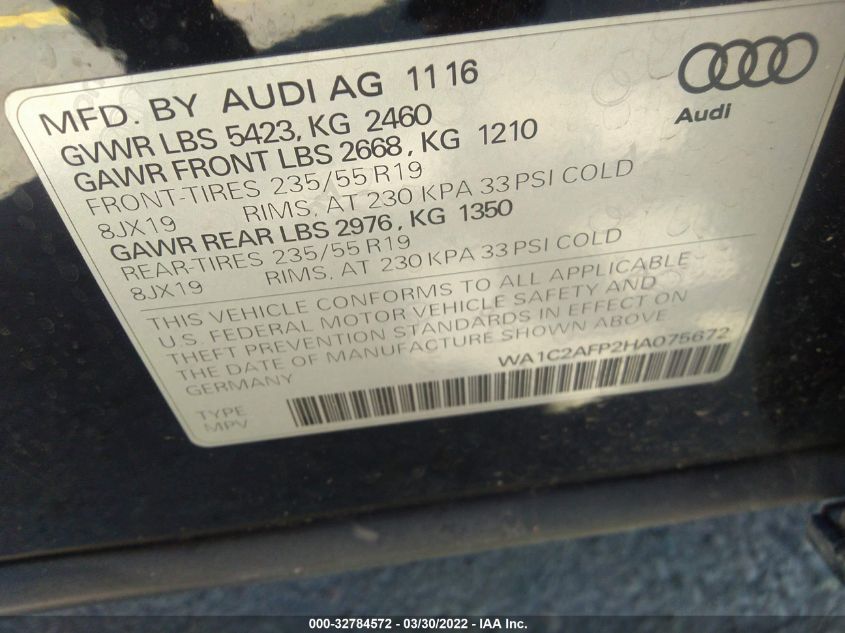 MFD. BY AUDI AG 11 16
GVWR LBS 5423, KG 2460
GAWR FRONT LBS 2668, KG 1210
FRONT-TIRES 235/55 R19
8JX19 RIMS, AT 230 KPA 33 PSI COLD
GAWR REAR LBS 2976, KG 1350
REAR-TIRES 235/55 R19
8JX19 RIMS, AT 230 KPA 33 PSI COLD
Audi
THIS VEHICLE CONFORMS TO ALL APPLICABLE
U.S. FEDERAL MOTOR VEHICLE SAFETY AND
THEFT PREVENTION STANDARDS IN EFFECT ON
THE DATE OF MANUFACTURE SHOWN ABOVE
GERMANY
WA1C2AFP2HA075672
TYPE
MPV
000-32784572 - 03/30/2022 - IAA Inc.